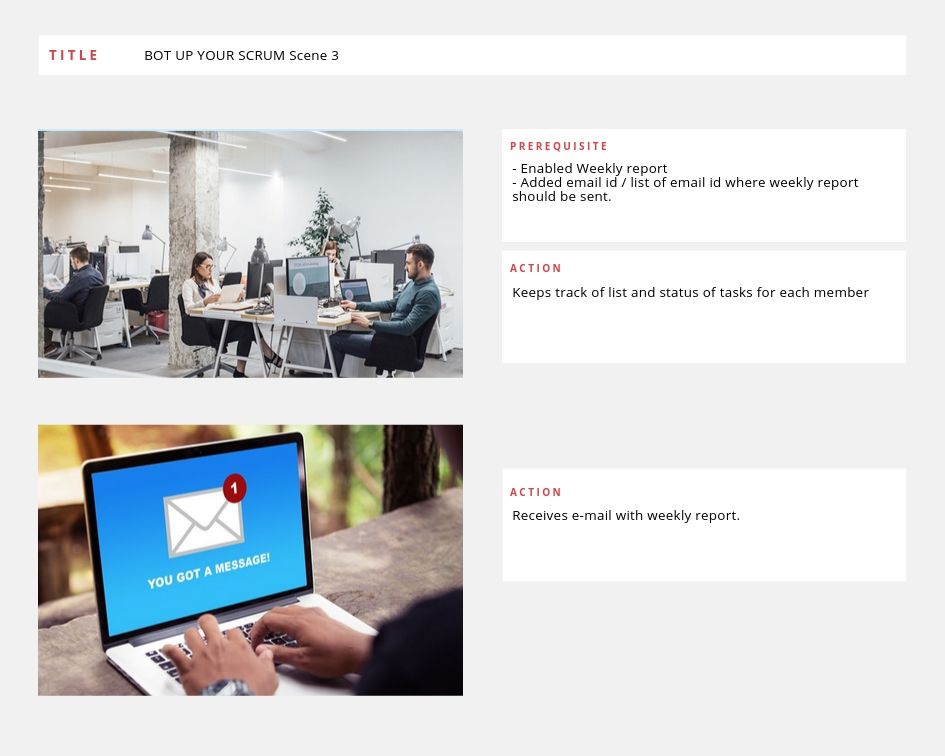 TITLE BOT UP YOUR SCRUM Scene 3
PREREQUISITE
- Enabled Weekly report
- Added email id / list of email id where weekly report
should be sent.
ACTION
Keeps track of list and status of tasks for each member
1
YOU GOT A MESSAGE!
ACTION
Receives e-mail with weekly report.